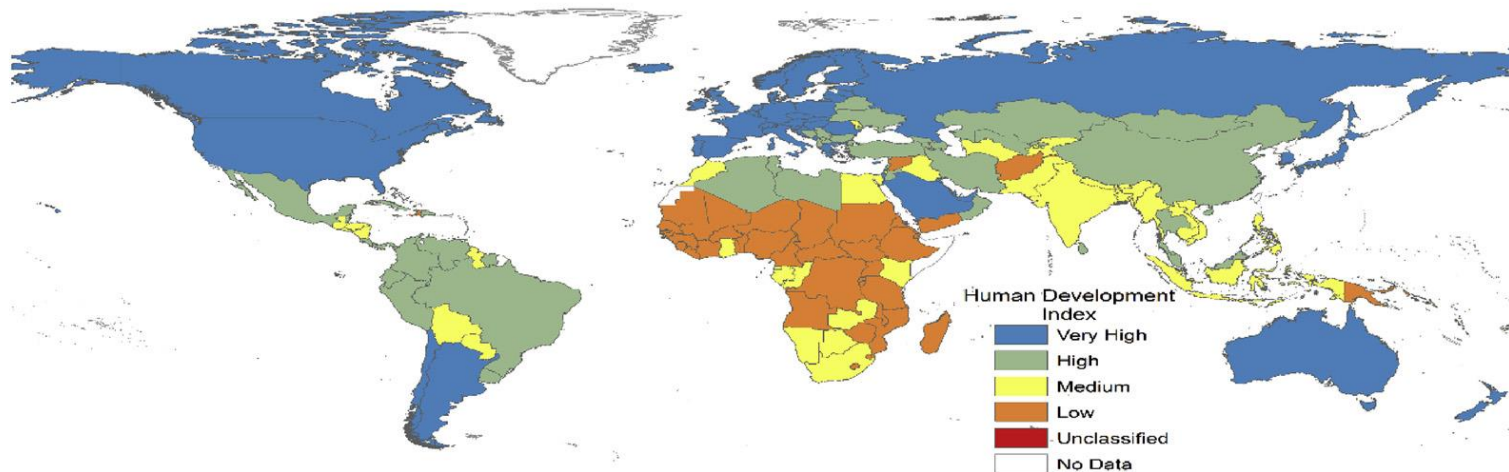 Human Development
Index
Very High
High
Medium
Low
Unclassified
No Data